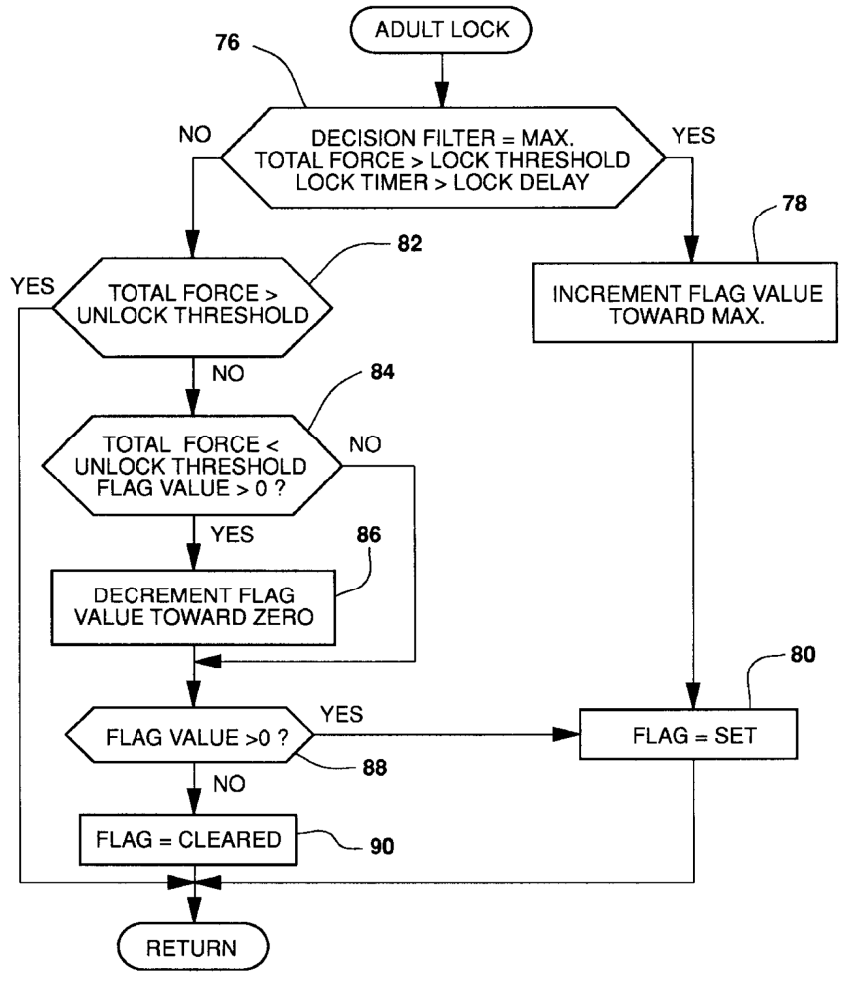 ADULT LOCK
76
NO
DECISION FILTER = MAX.
TOTAL FORCE > LOCK THRESHOLD
LOCK TIMER > LOCK DELAY
YES
78
82
YES
TOTAL FORCE >
UNLOCK THRESHOLD
INCREMENT FLAG VALUE
TOWARD MAX.
NO
84
TOTAL FORCE <
UNLOCK THRESHOLD
FLAG VALUE > 0 ?
NO
YES
86
DECREMENT FLAG
VALUE TOWARD ZERO
80
FLAG VALUE >0 ?
YES
FLAG = SET
88
NO
FLAG = CLEARED
90
RETURN